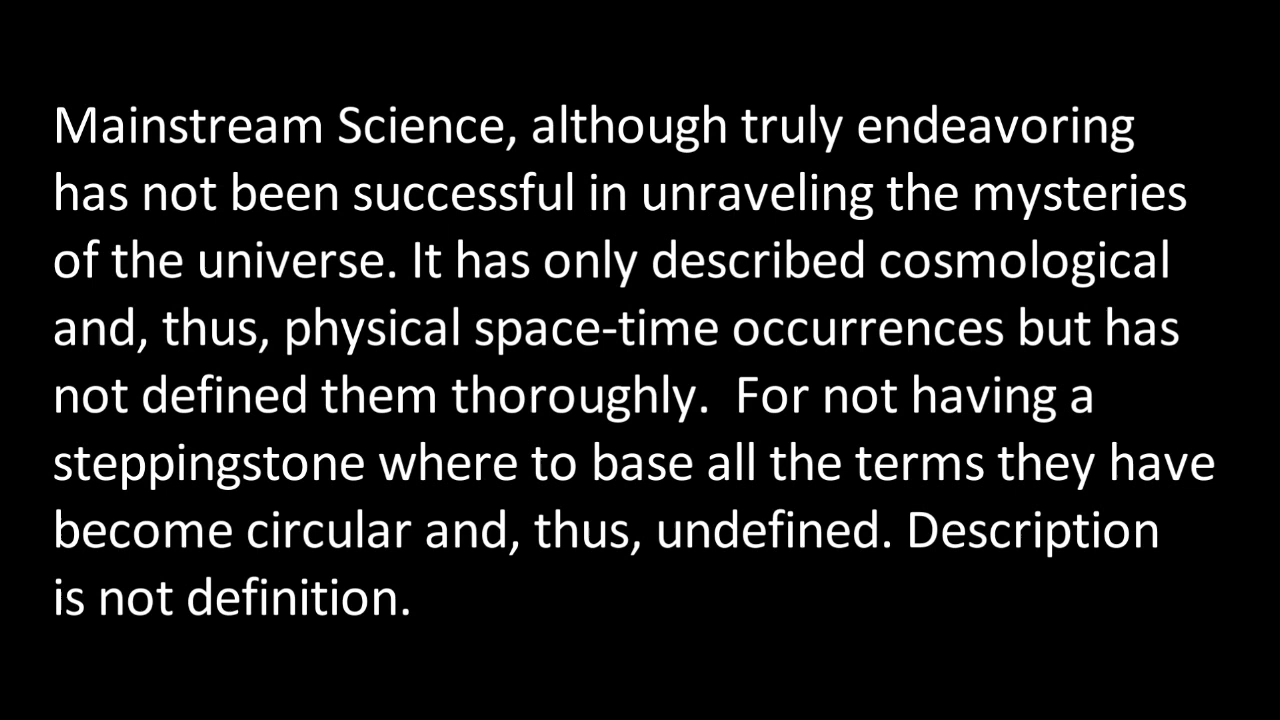 Mainstream Science, although truly endeavoring
has not been successful in unraveling the mysteries
of the universe. It has only described cosmological
and, thus, physical space-time occurrences but has
not defined them thoroughly.  For not having a
steppingstone where to base all the terms they have
become circular and, thus, undefined. Description
is not definition.